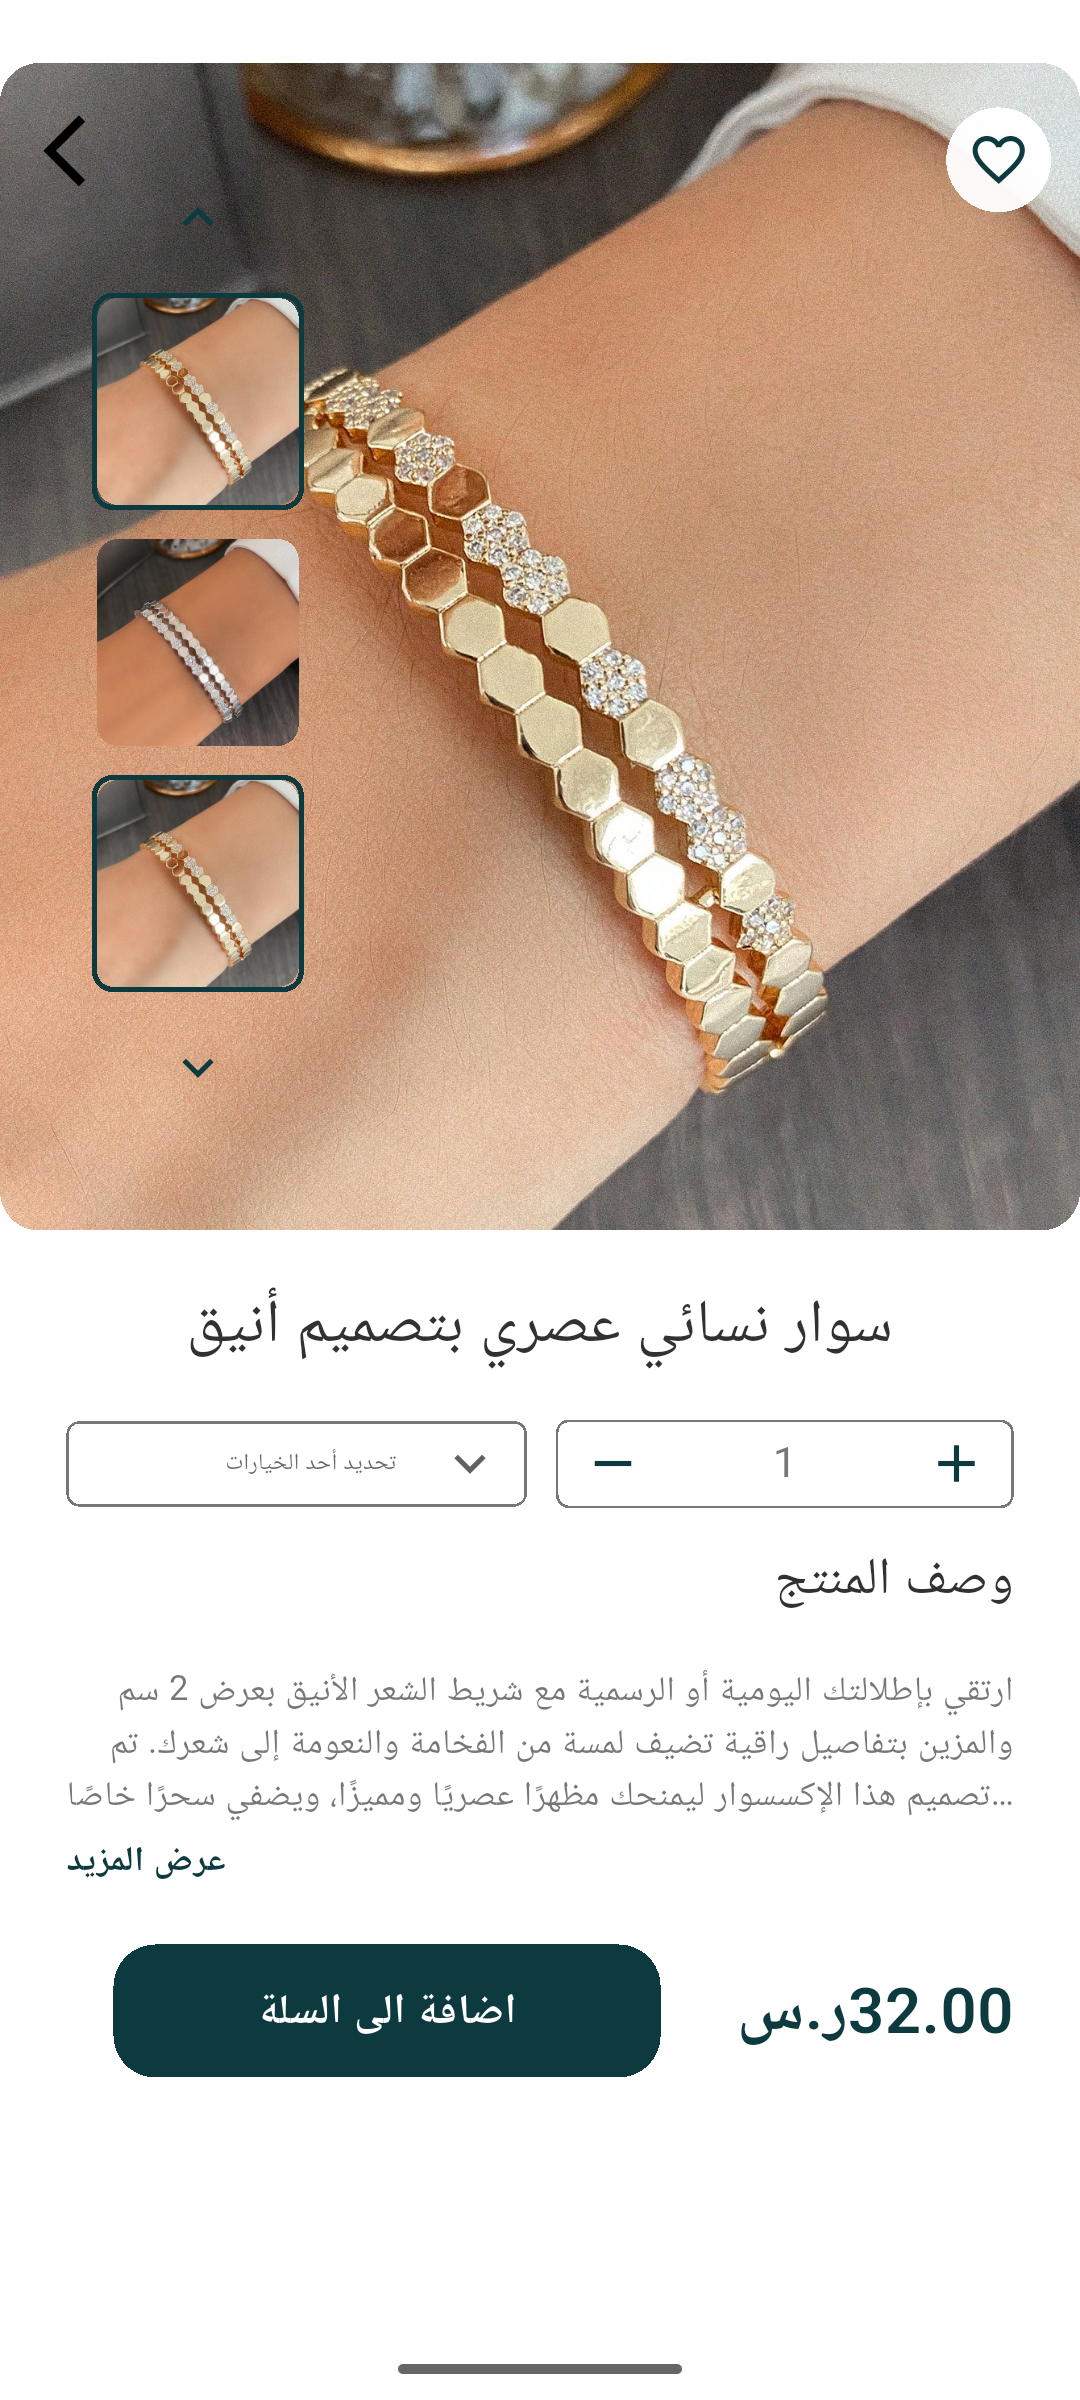 سوار نسائي عصري بتصميم أنيق
تحديد أحد الخيارات
1
وصف المنتج
ارتقي بإطلالتك اليومية أو الرسمية مع شريط الشعر الأنيق بعرض 2 سم
والمزين بتفاصيل راقية تضيف لمسة من الفخامة والنعومة إلى شعرك. تم
...تصميم هذا الإكسسوار ليمنحك مظهرًا عصريًا ومميزًا، ويضفي سحرًا خاصًا
عرض المزيد
32.00ر.س
اضافة الى السلة